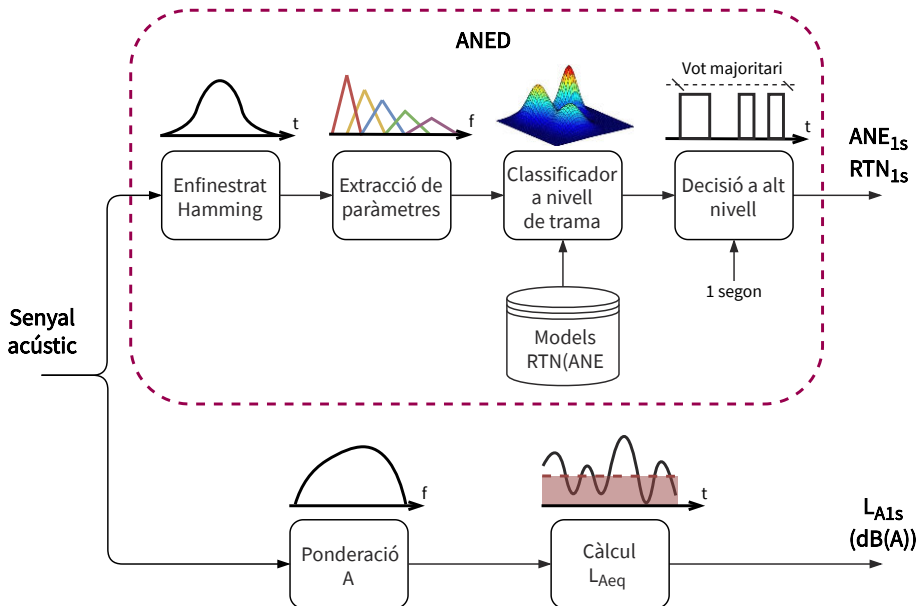 ANED
Vot majoritari
t
f
t
ANE1s
RTN1s
Enfinestrat
Hamming
Extracció de
paràmetres
Classificador
a nivell
de trama
Decisió a alt
nivell
1 segon
Senyal
acústic
Models
RTN(ANE
f
t
LA1s
(dB(A))
Ponderació
A
Càlcul
LAeq